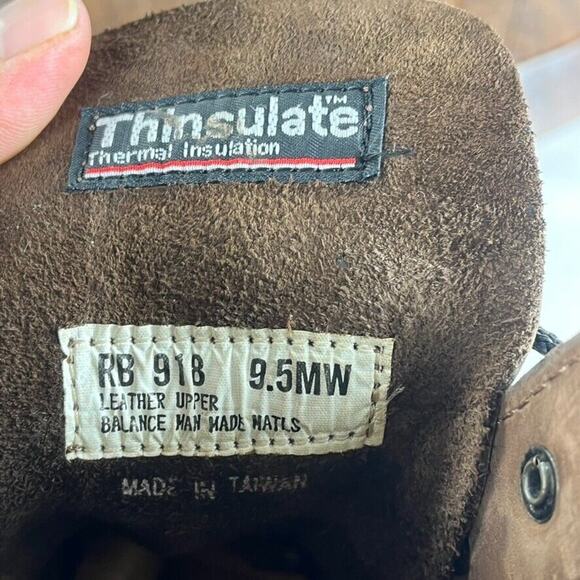 Thinsulate™
Thermal Insulation
RB 918 9.5MW
LEATHER UPPER
BALANCE MAN MADE MATLS
MADE IN TAIWAN